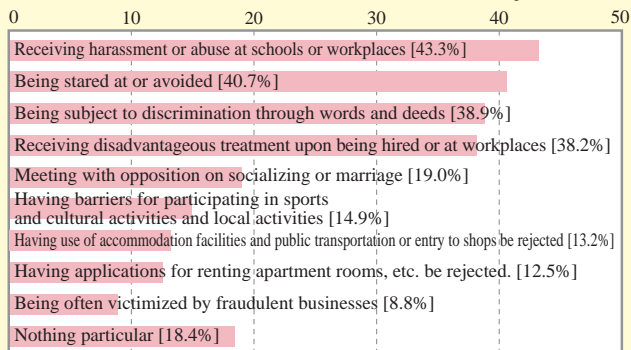 0 10 20 30 40 50
Receiving harassment or abuse at schools or workplaces [43.3%]
Being stared at or avoided [40.7%]
Being subject to discrimination through words and deeds [38.9%]
Receiving disadvantageous treatment upon being hired or at workplaces [38.2%]
Meeting with opposition on socializing or marriage [19.0%]
Having barriers for participating in sports
and cultural activities and local activities [14.9%]
Having use of accommodation facilities and public transportation or entry to shops be rejected [13.2%]
Having applications for renting apartment rooms, etc. be rejected. [12.5%]
Being often victimized by fraudulent businesses [8.8%]
Nothing particular [18.4%]